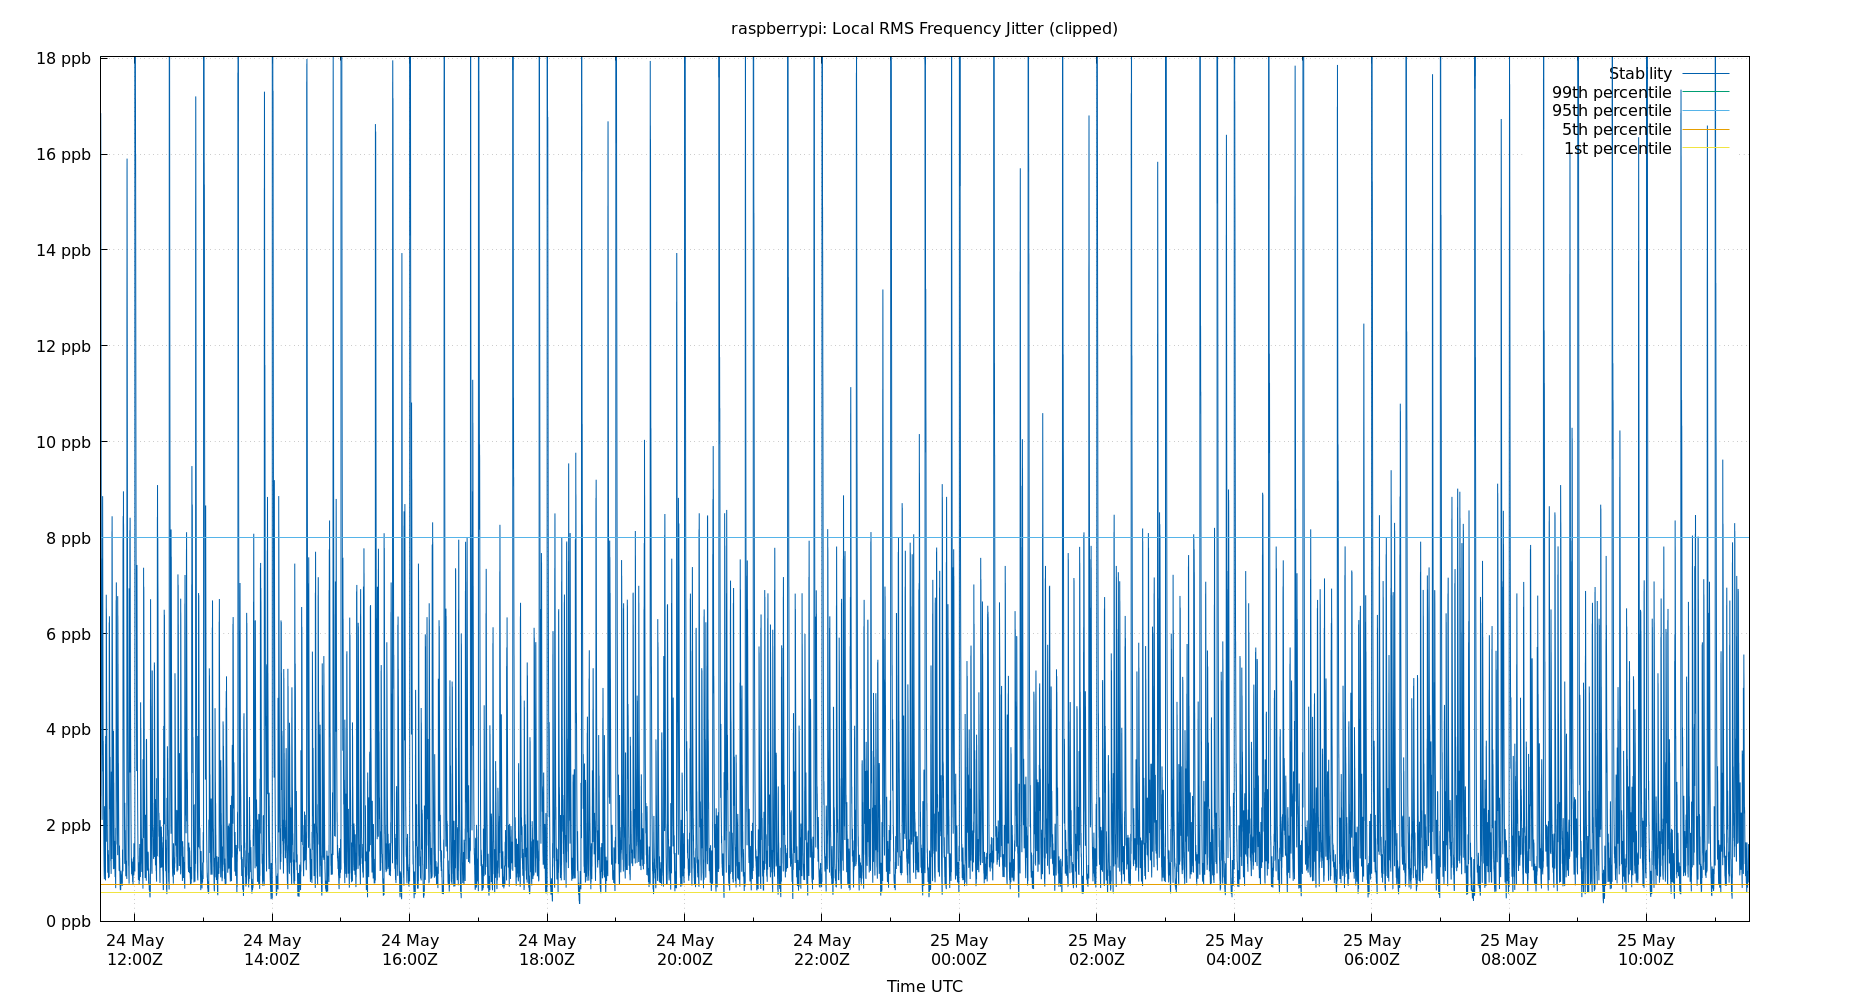 raspberrypi: Local RMS Frequency Jitter (clipped)
18 ppb
16 ppb
14 ppb
12 ppb
10 ppb
8 ppb
6 ppb
4 ppb
2 ppb
0 ppb
Stability
99th percentile
95th percentile
5th percentile
1st percentile
24 May 24 May 24 May 24 May 24 May 24 May 25 May 25 May 25 May 25 May 25 May 25 May
12:00Z 14:00Z 16:00Z 18:00Z 20:00Z 22:00Z 00:00Z 02:00Z 04:00Z 06:00Z 08:00Z 10:00Z
Time UTC